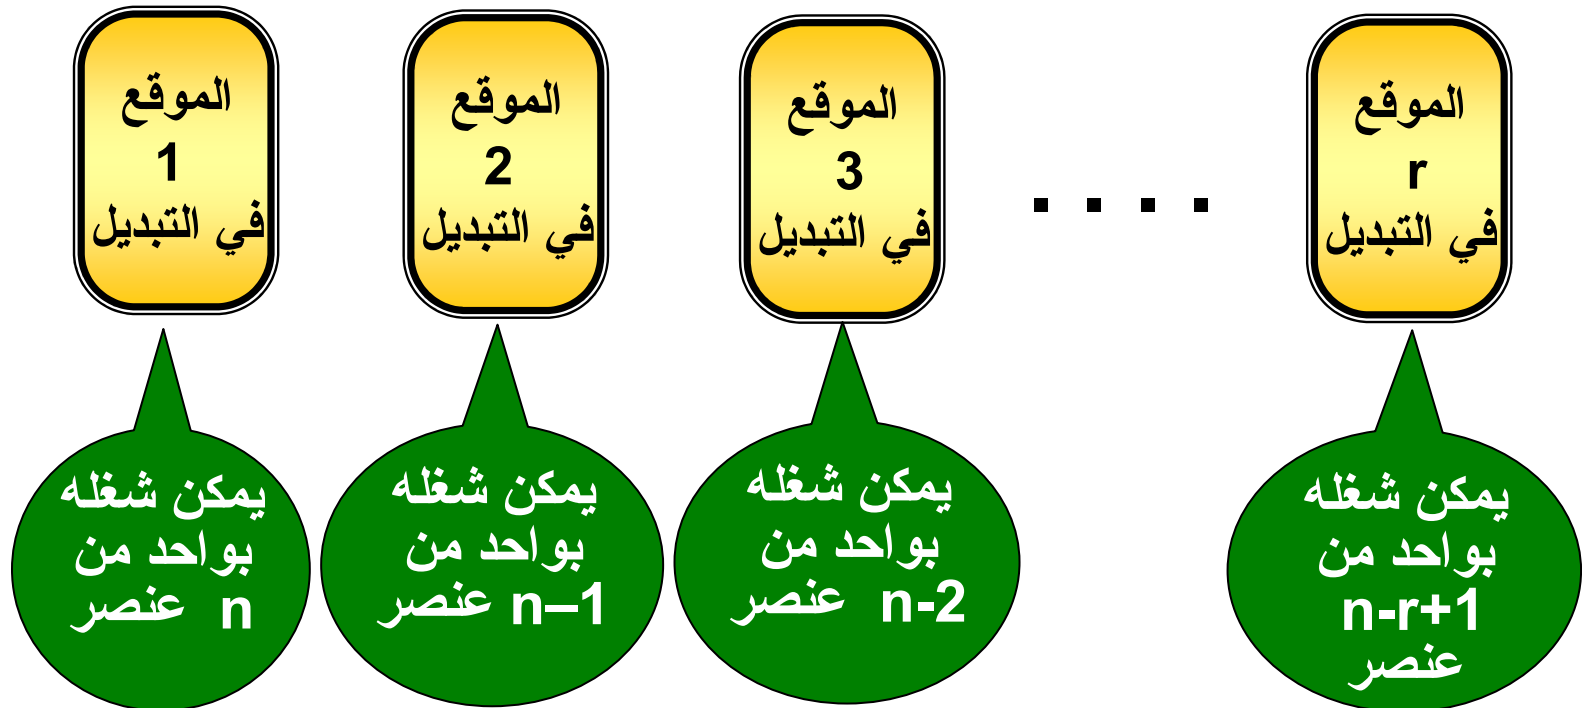 الموقع
1
في التبديل
الموقع
2
في التبديل
الموقع
3
في التبديل
. . . .
الموقع
r
في التبديل
يمكن شغله
بواحد من
n عنصر
يمكن شغله
بواحد من
n–1 عنصر
يمكن شغله
بواحد من
n-2 عنصر
يمكن شغله
بواحد من
n-r+1
عنصر